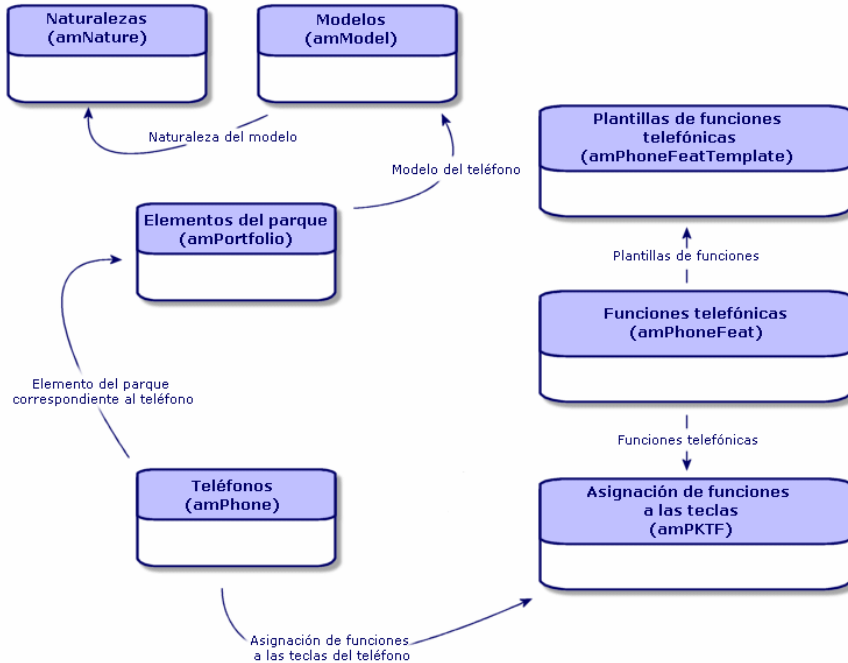 Naturalezas
(amNature)
Modelos
(amModel)
Naturaleza del modelo
Modelo del teléfono
Plantillas de funciones
telefónicas
(amPhoneFeatTemplate)
Elementos del parque
(amPortfolio)
Plantillas de funciones
Funciones telefónicas
(amPhoneFeat)
Elemento del parque
correspondiente al teléfono
Funciones telefónicas
Teléfonos
(amPhone)
Asignación de funciones
a las teclas
(amPKTF)
Asignación de funciones
a las teclas del teléfono